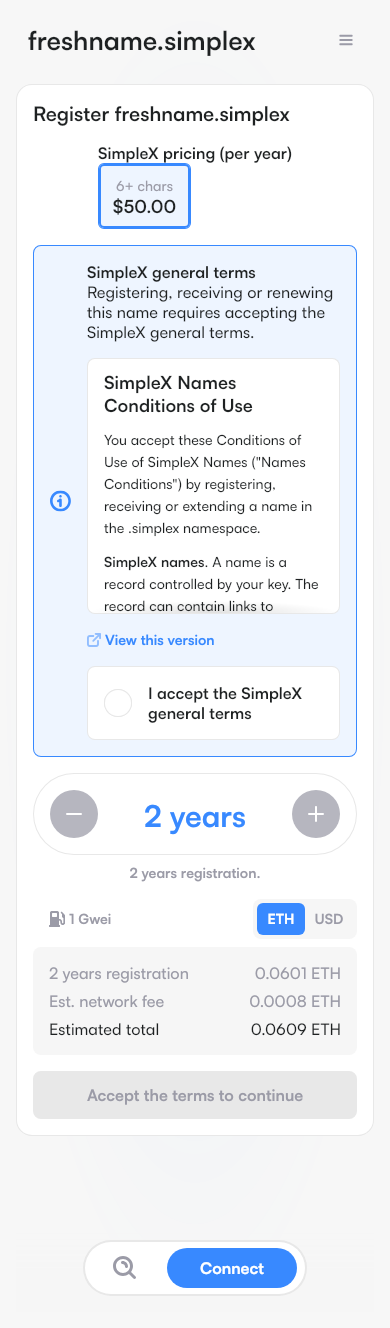 freshname.simplex
Register freshname.simplex
SimpleX pricing (per year)
6+ chars
$50.00
SimpleX general terms
Registering, receiving or renewing
this name requires accepting the
SimpleX general terms.
SimpleX Names
Conditions of Use
You accept these Conditions of
Use of SimpleX Names ("Names
Conditions") by registering,
receiving or extending a name in
the .simplex namespace.
SimpleX names. A name is a
record controlled by your key. The
record can contain links to
View this version
I accept the SimpleX
general terms
2 years
2 years registration.
1 Gwei
ETH USD
2 years registration 0.0601 ETH
Est. network fee 0.0008 ETH
Estimated total 0.0609 ETH
Accept the terms to continue
Connect